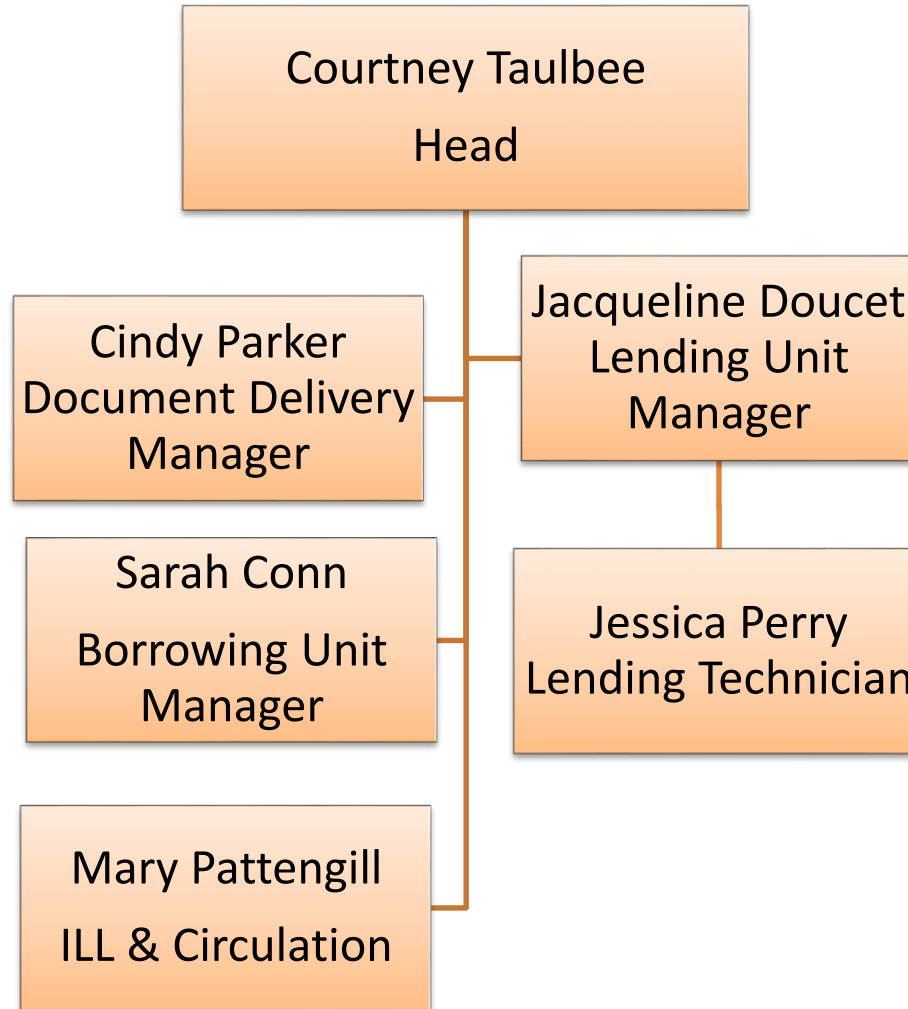 Courtney Taulbee
Head
Jacqueline Doucet
Lending Unit
Manager
Cindy Parker
Document Delivery
Manager
Sarah Conn
Borrowing Unit
Manager
Jessica Perry
Lending Technician
Mary Pattengill
ILL & Circulation